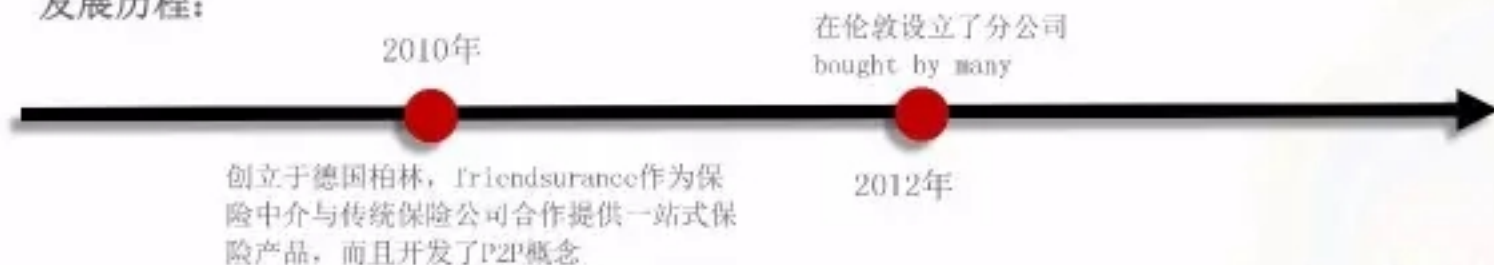 发展历程：
2010年
创立于德国柏林，friendsurance作为保
险中介与传统保险公司合作提供一站式保
险产品，而且开发了P2P概念
在伦敦设立了分公司
bought by many
2012年